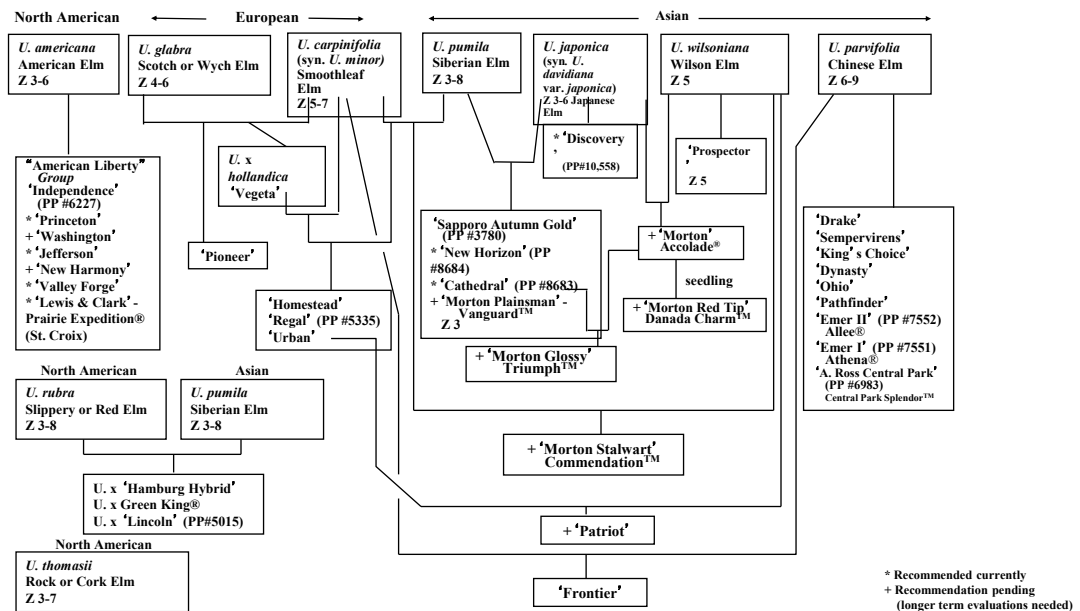 North American
European
Asian
U. americana
American Elm
Z 3-6
U. glabra
Scotch or Wych Elm
Z 4-6
U. carpinifolia
(syn. U. minor)
Smoothleaf
Elm
Z 5-7
U. pumila
Siberian Elm
Z 3-8
U. japonica
(syn. U.
davidiana
var. japonica)
Z 3-6 Japanese
Elm
U. wilsoniana
Wilson Elm
Z 5
U. parvifolia
Chinese Elm
Z 6-9
"American Liberty"
Group
'Independence'
(PP #6227)
* 'Princeton'
+ 'Washington'
* 'Jefferson'
+ 'New Harmony'
* 'Valley Forge'
* 'Lewis & Clark' -
Prairie Expedition®
(St. Croix)
'Pioneer'
U. x
hollandica
'Vegeta'
'Homestead'
'Regal' (PP #5335)
'Urban'
* 'Discovery
'
(PP#10,558)
'Prospector
'
Z 5
'Sapporo Autumn Gold'
(PP #3780)
* 'New Horizon' (PP
#8684)
* 'Cathedral' (PP #8683)
+ 'Morton Plainsman' -
Vanguard™
Z 3
+ 'Morton'
Accolade®
seedling
+ 'Morton Red Tip'
Danada Charm™
+ 'Morton Glossy'
Triumph™
'Drake'
'Sempervirens'
'King's Choice'
'Dynasty'
'Ohio'
'Pathfinder'
'Emer II' (PP #7552)
Allee®
'Emer I' (PP #7551)
Athena®
'A. Ross Central Park'
(PP #6983)
Central Park Splendor™
North American
Asian
U. rubra
Slippery or Red Elm
Z 3-8
U. pumila
Siberian Elm
Z 3-8
+ 'Morton Stalwart'
Commendation™
U. x 'Hamburg Hybrid'
U. x Green King®
U. x 'Lincoln' (PP#5015)
+ 'Patriot'
North American
U. thomasii
Rock or Cork Elm
Z 3-7
'Frontier'
* Recommended currently
+ Recommendation pending
(longer term evaluations needed)